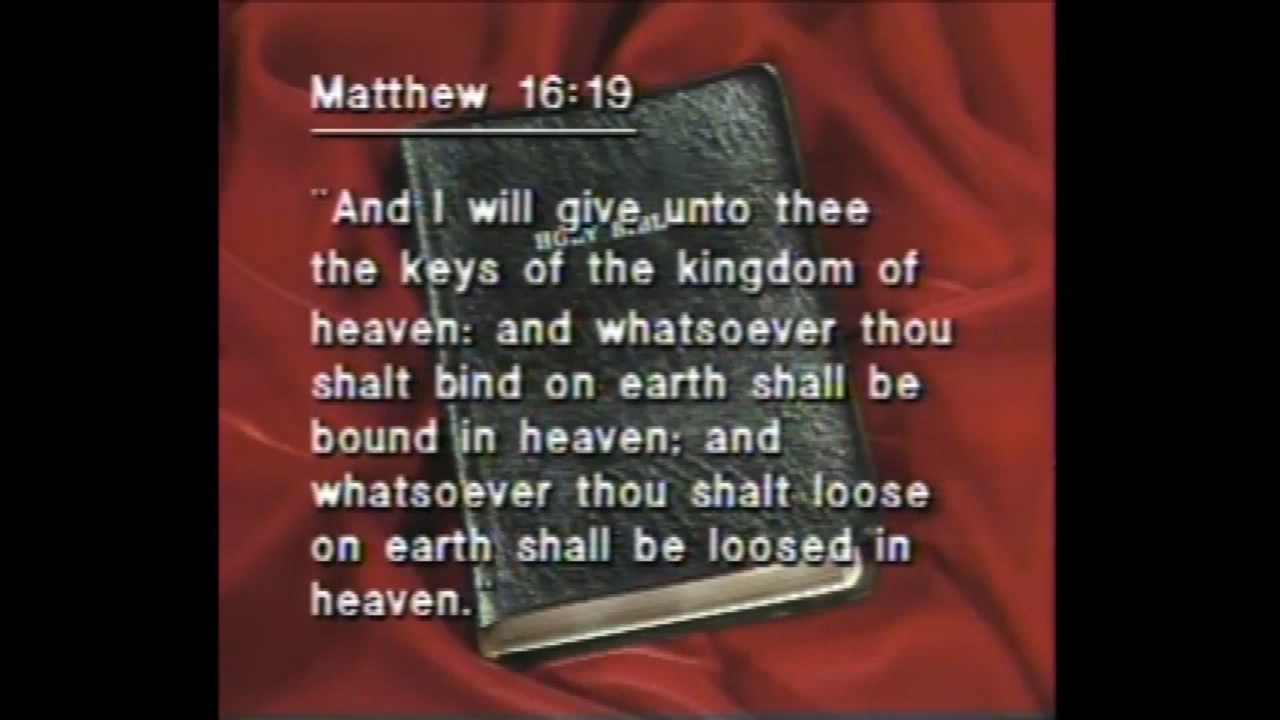 Matthew 16:19
"And I will give unto thee
HOLY BIBLE
the keys of the kingdom of
heaven: and whatsoever thou
shalt bind on earth shall be
bound in heaven; and
whatsoever thou shalt loose
on earth shall be loosed in
heaven."